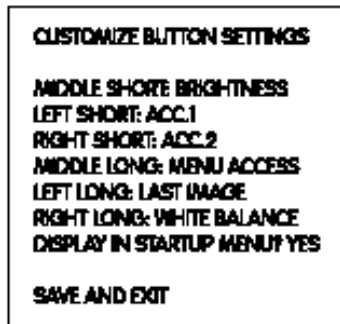 CUSTOMIZE BUTTON SETTINGS
MIDDLE SHORT: BRIGHTNESS
LEFT SHORT: ACC.1
RIGHT SHORT: ACC.2
MIDDLE LONG: MENU ACCESS
LEFT LONG: LAST IMAGE
RIGHT LONG: WHITE BALANCE
DISPLAY IN STARTUP MENU? YES
SAVE AND EXIT